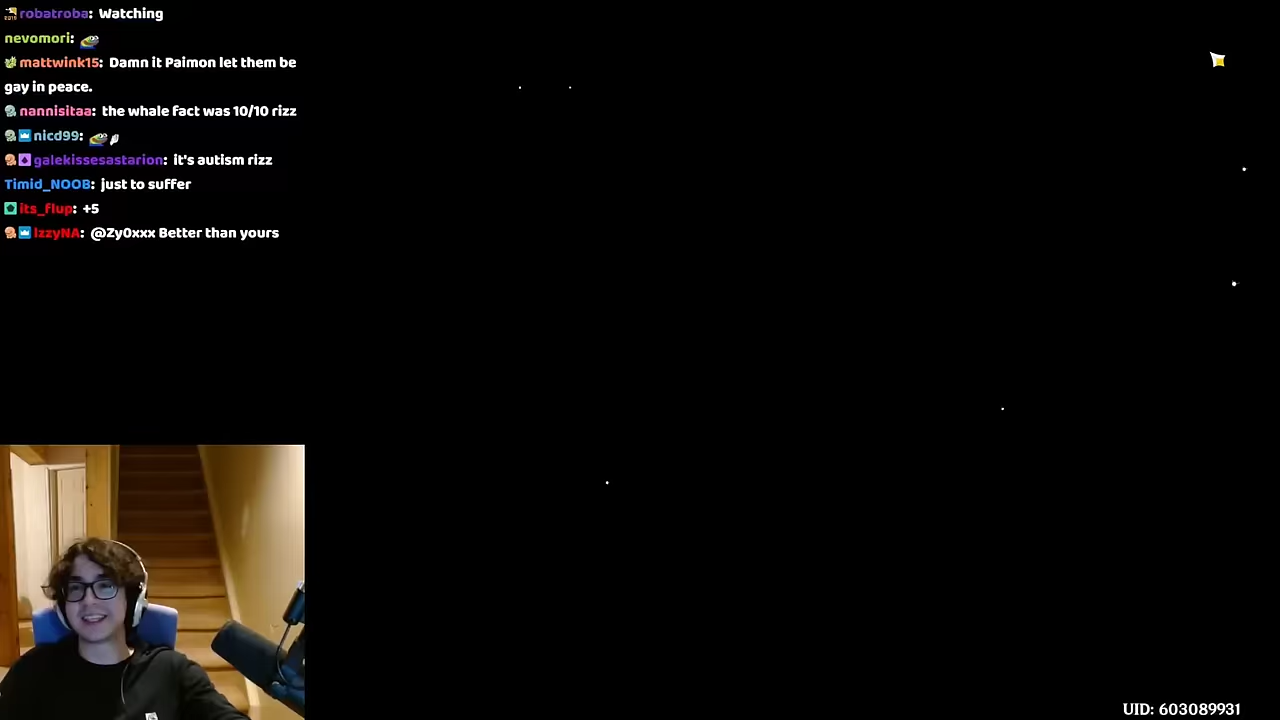 robatroba: Watching
nevomori:
mattwink15: Damn it Paimon let them be
gay in peace.
nannisitaa: the whale fact was 10/10 rizz
nicd99:
galekissesastarion: it's autism rizz
Timid_NOOB: just to suffer
its_flup: +5
IzzyNA: @Zy0xxx Better than yours
UID: 603089931